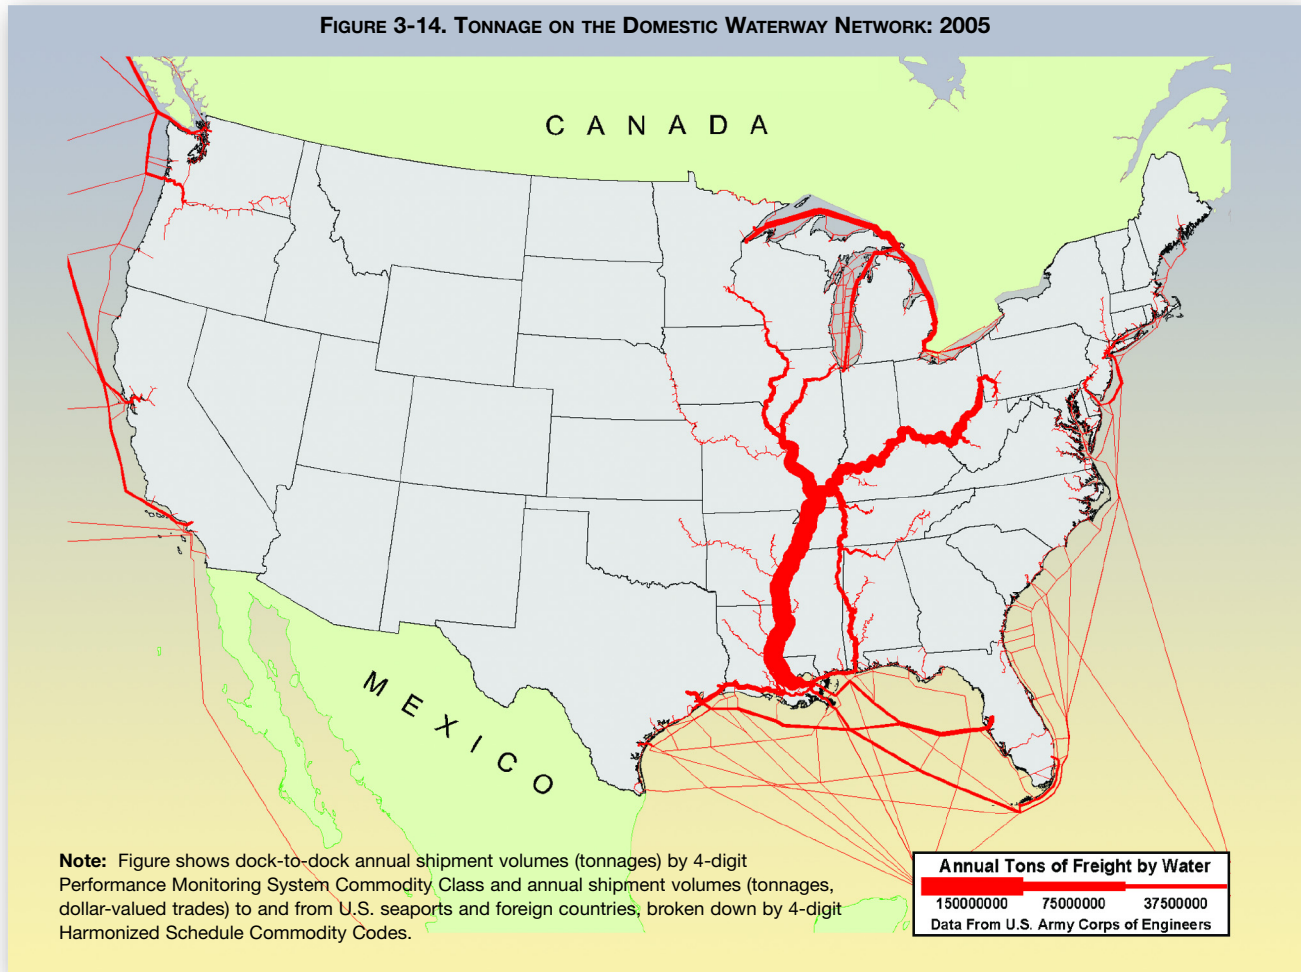 FIGURE 3-14. TONNAGE ON THE DOMESTIC WATERWAY NETWORK: 2005
CANADA
MEXICO
Note: Figure shows dock-to-dock annual shipment volumes (tonnages) by 4-digit
Performance Monitoring System Commodity Class and annual shipment volumes (tonnages,
dollar-valued trades) to and from U.S. seaports and foreign countries, broken down by 4-digit
Harmonized Schedule Commodity Codes.
Annual Tons of Freight by Water
150000000 75000000 37500000
Data From U.S. Army Corps of Engineers